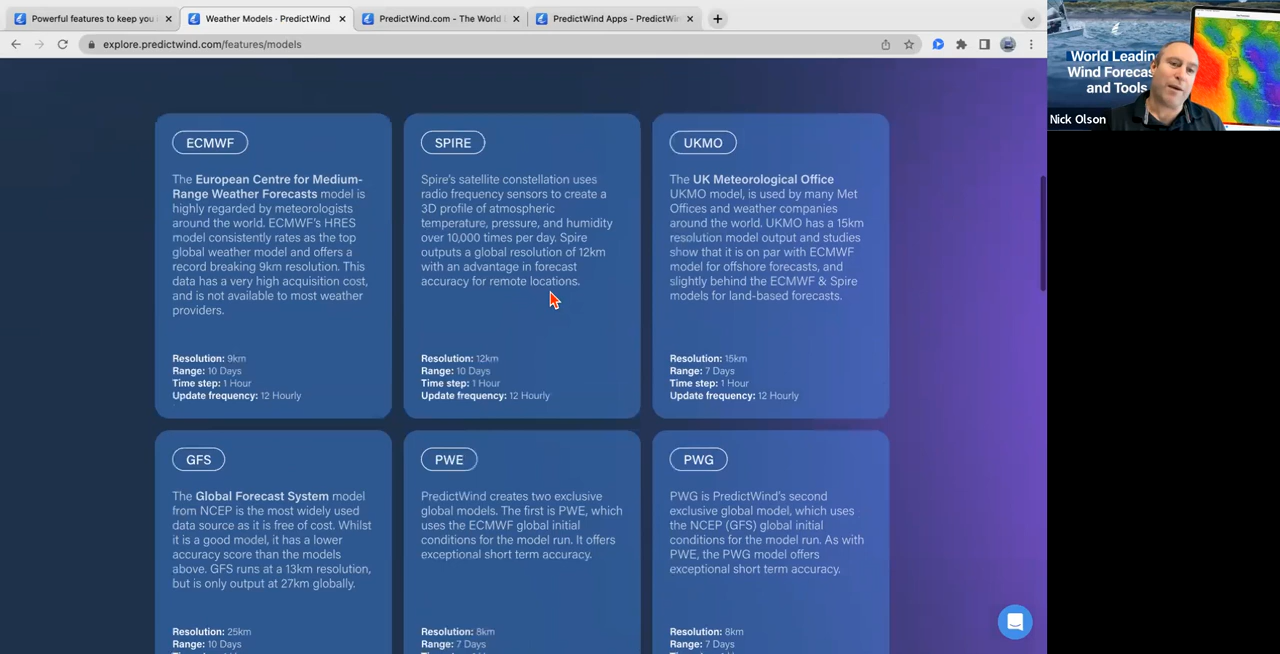 Powerful features to keep you
Weather Models - PredictWind
PredictWind.com - The World
PredictWind Apps - PredictWin
explore.predictwind.com/features/models
World Leading
Wind Forecas
and Tools
Nick Olson
ECMWF
The European Centre for Medium-
Range Weather Forecasts model is
highly regarded by meteorologists
around the world. ECMWF's HRES
model consistently rates as the top
global weather model and offers a
record breaking 9km resolution. This
data has a very high acquisition cost,
and is not available to most weather
providers.
Resolution: 9km
Range: 10 Days
Time step: 1 Hour
Update frequency: 12 Hourly
SPIRE
Spire's satellite constellation uses
radio frequency sensors to create a
3D profile of atmospheric
temperature, pressure, and humidity
over 10,000 times per day. Spire
outputs a global resolution of 12km
with an advantage in forecast
accuracy for remote locations.
Resolution: 12km
Range: 10 Days
Time step: 1 Hour
Update frequency: 12 Hourly
UKMO
The UK Meteorological Office
UKMO model, is used by many Met
Offices and weather companies
around the world. UKMO has a 15km
resolution model output and studies
show that it is on par with ECMWF
model for offshore forecasts, and
slightly behind the ECMWF & Spire
models for land-based forecasts.
Resolution: 15km
Range: 7 Days
Time step: 1 Hour
Update frequency: 12 Hourly
GFS
The Global Forecast System model
from NCEP is the most widely used
data source as it is free of cost. Whilst
it is a good model, it has a lower
accuracy score than the models
above. GFS runs at a 13km resolution,
but is only output at 27km globally.
Resolution: 25km
Range: 10 Days
PWE
PredictWind creates two exclusive
global models. The first is PWE, which
uses the ECMWF global initial
conditions for the model run. It offers
exceptional short term accuracy.
Resolution: 8km
Range: 7 Days
PWG
PWG is PredictWind's second
exclusive global model, which uses
the NCEP (GFS) global initial
conditions for the model run. As with
PWE, the PWG model offers
exceptional short term accuracy.
Resolution: 8km
Range: 7 Days